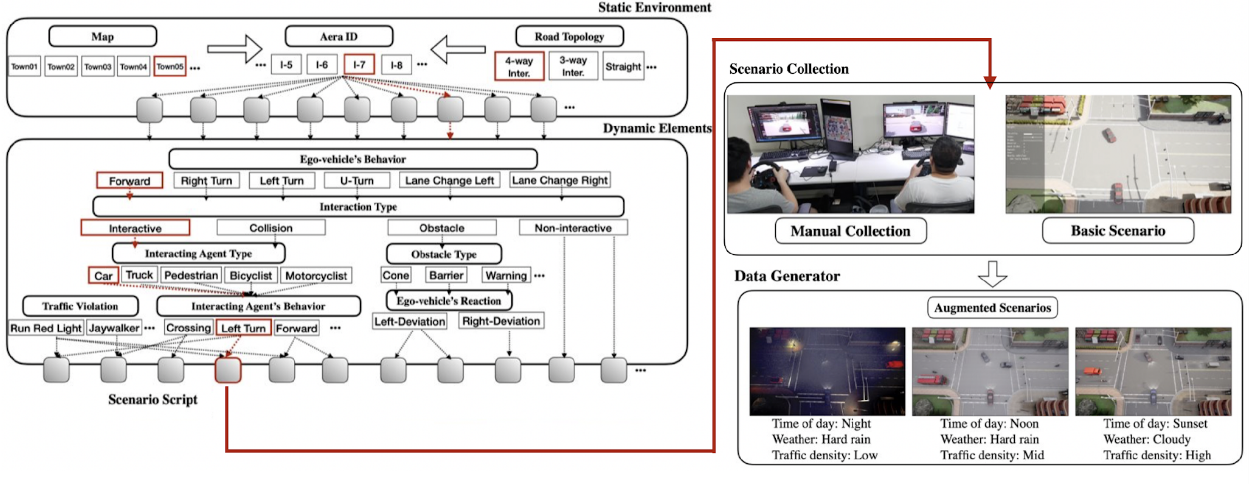 Static Environment
Map
Aera ID
Road Topology
Town01
Town02
Town03
Town04
Town05
...
...
I-5
I-6
I-7
I-8
...
4-way
Inter.
3-way
Inter.
Straight
...
...
Dynamic Elements
Ego-vehicle's Behavior
Forward
Right Turn
Left Turn
U-Turn
Lane Change Left
Lane Change Right
Interaction Type
Interactive
Collision
Obstacle
Non-interactive
Interacting Agent Type
Obstacle Type
Car
Truck
Pedestrian
Bicyclist
Motorcyclist
Cone
Barrier
Warning
...
Traffic Violation
Interacting Agent's Behavior
Ego-vehicle's Reaction
Run Red Light
Jaywalker
...
Crossing
Left Turn
Forward
...
Left-Deviation
Right-Deviation
...
Scenario Script
Scenario Collection
Manual Collection
Basic Scenario
Data Generator
Augmented Scenarios
Time of day: Night
Weather: Hard rain
Traffic density: Low
Time of day: Noon
Weather: Hard rain
Traffic density: Mid
Time of day: Sunset
Weather: Cloudy
Traffic density: High